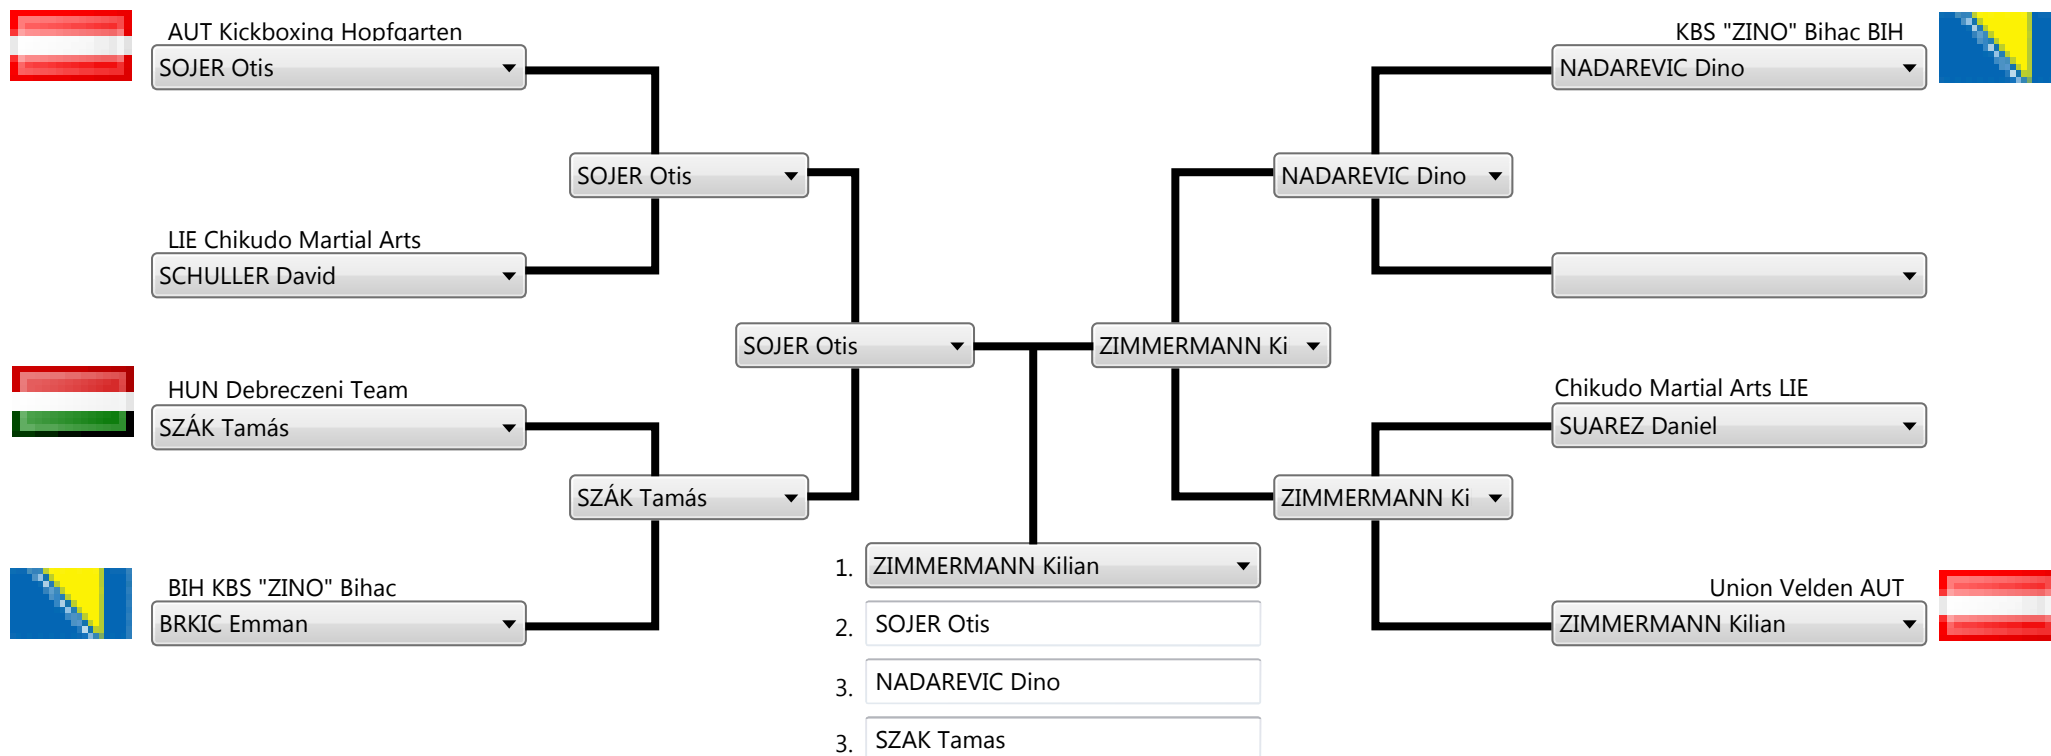 AUT Kickboxing Hopfgarten
KBS "ZINO" Bihac BIH
SOJER Otis
NADAREVIC Dino
SOJER Otis
NADAREVIC Dino
LIE Chikudo Martial Arts
SCHULLER David
SOJER Otis
ZIMMERMANN Ki
HUN Debreczeni Team
Chikudo Martial Arts LIE
SZÁK Tamás
SUAREZ Daniel
SZÁK Tamás
ZIMMERMANN Ki
1. ZIMMERMANN Kilian
BIH KBS "ZINO" Bihac
Union Velden AUT
BRKIC Emman
2. SOJER Otis
ZIMMERMANN Kilian
3. NADAREVIC Dino
3. SZAK Tamas